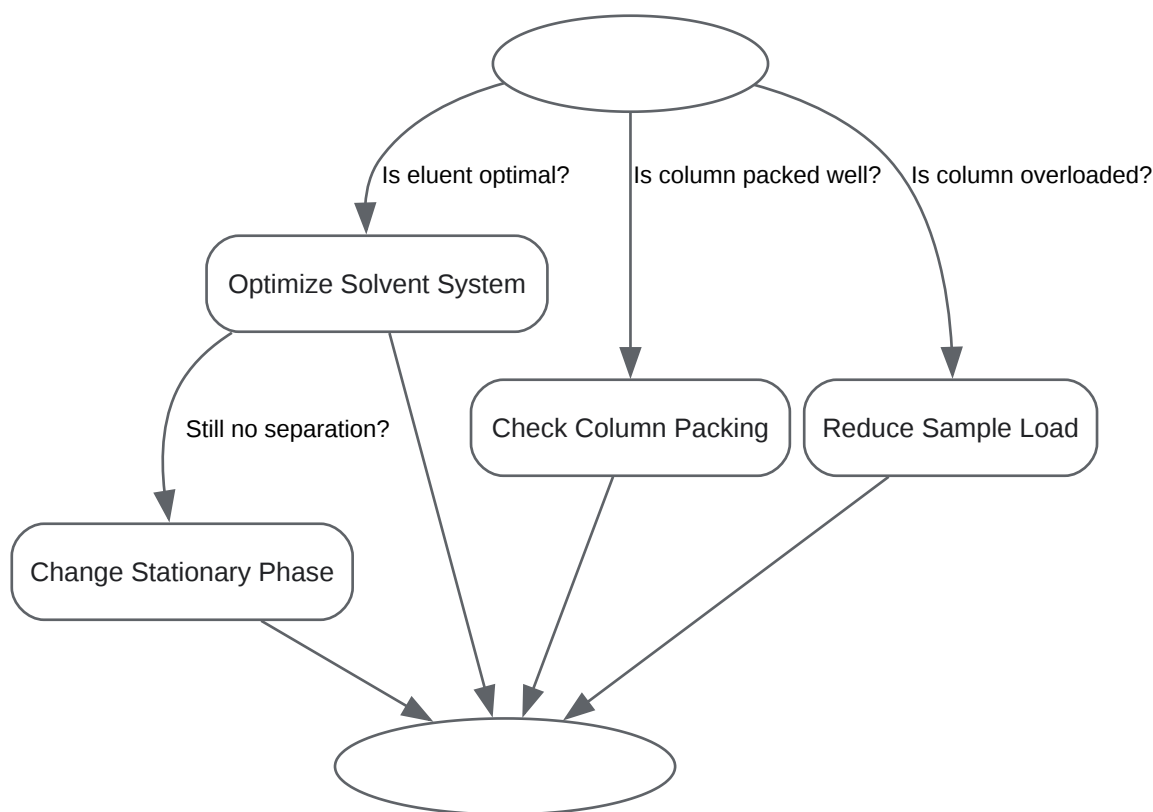 Is eluent optimal?
Is column packed well?
Is column overloaded?
Optimize Solvent System
Check Column Packing
Reduce Sample Load
Still no separation?
Change Stationary Phase